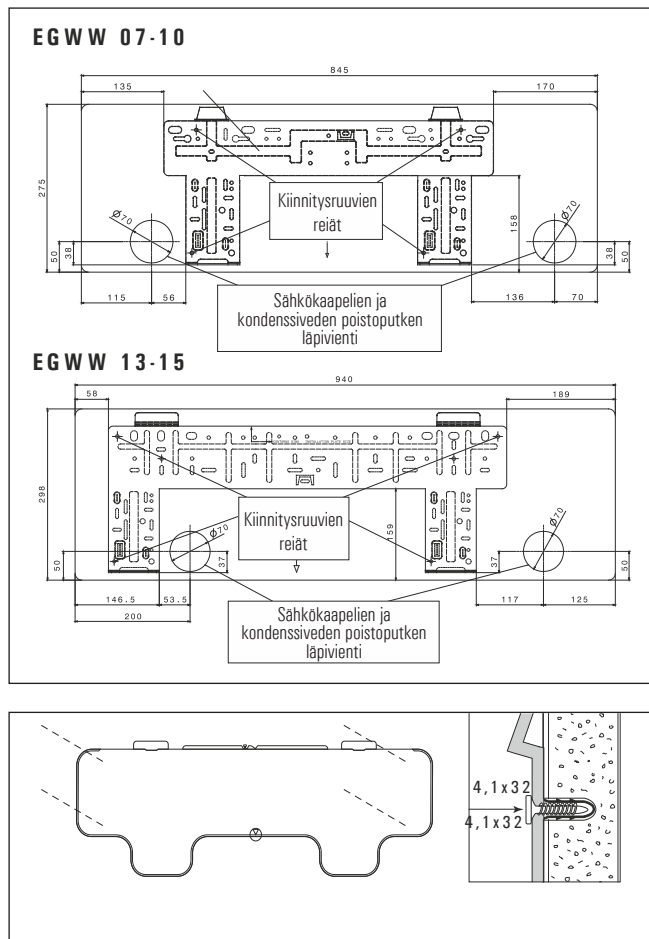 EGWW 07-10
845
135
170
275
Ø70
Kiinnitysruuvien
reiät
Ø70
158
50
38
38
50
115
56
136
70
Sähkökaapelien ja
kondenssiveden poistoputken
läpivienti
EGWW 13-15
940
58
189
298
Kiinnitysruuvien
reiät
Ø70
159
Ø70
50
37
37
50
146.5
53.5
117
125
200
Sähkökaapelien ja
kondenssiveden poistoputken
läpivienti
4,1x32
4,1x32